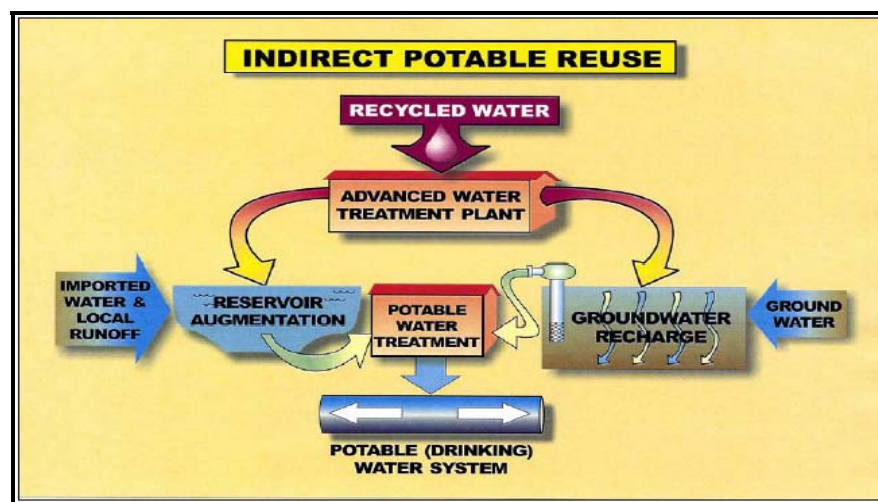 INDIRECT POTABLE REUSE
RECYCLED WATER
ADVANCED WATER
TREATMENT PLANT
IMPORTED
WATER &
LOCAL
RUNOFF
RESERVOIR
AUGMENTATION
POTABLE
WATER
TREATMENT
GROUNDWATER
RECHARGE
GROUND
WATER
POTABLE (DRINKING)
WATER SYSTEM